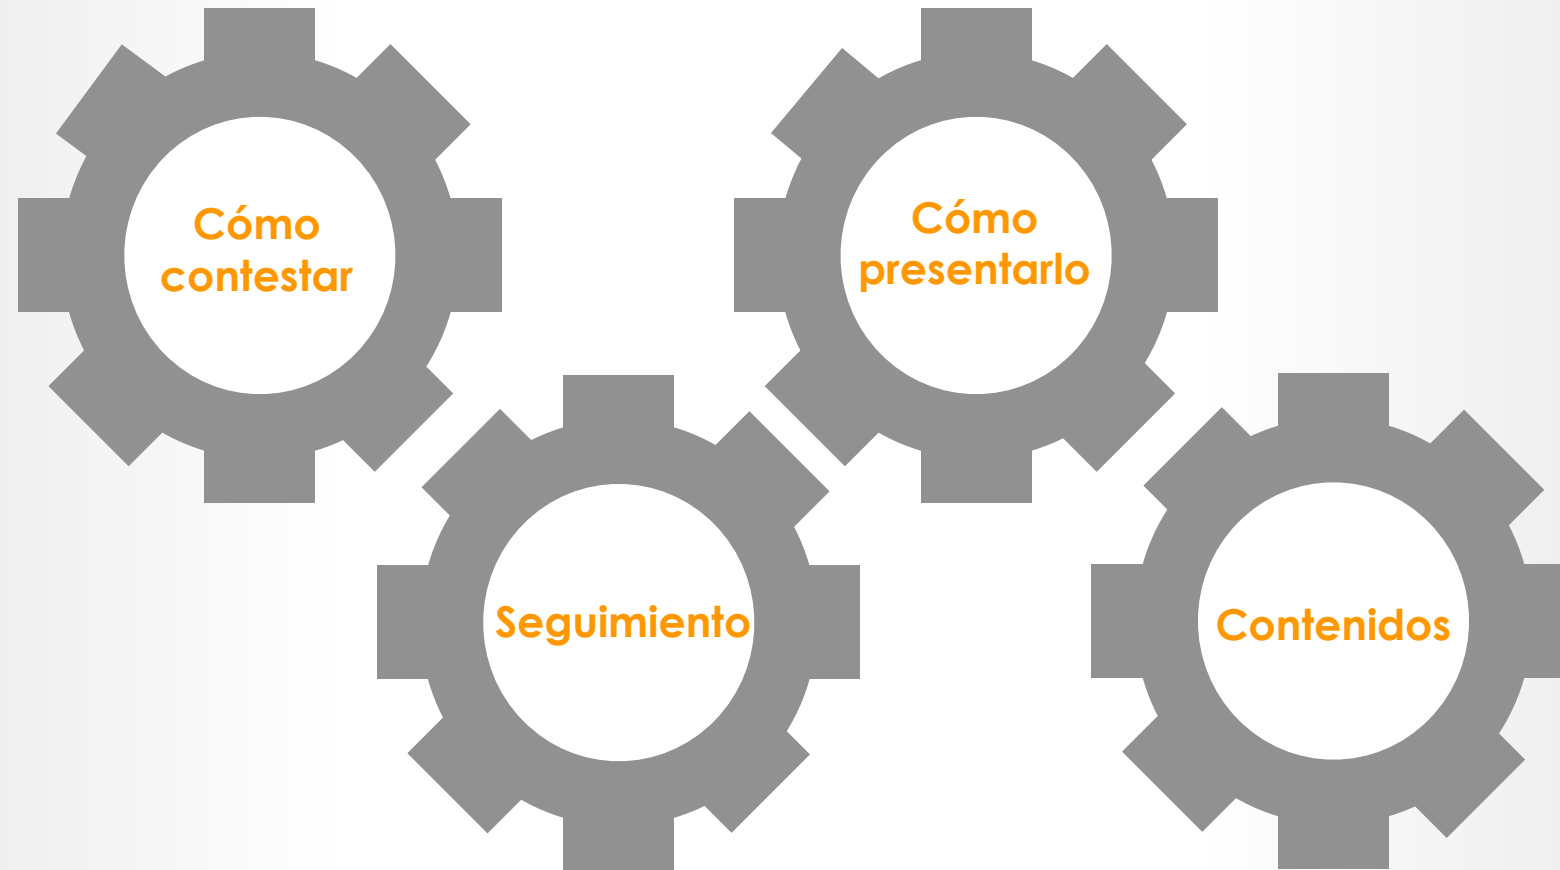 Cómo
contestar
Cómo
presentarlo
Seguimiento
Contenidos